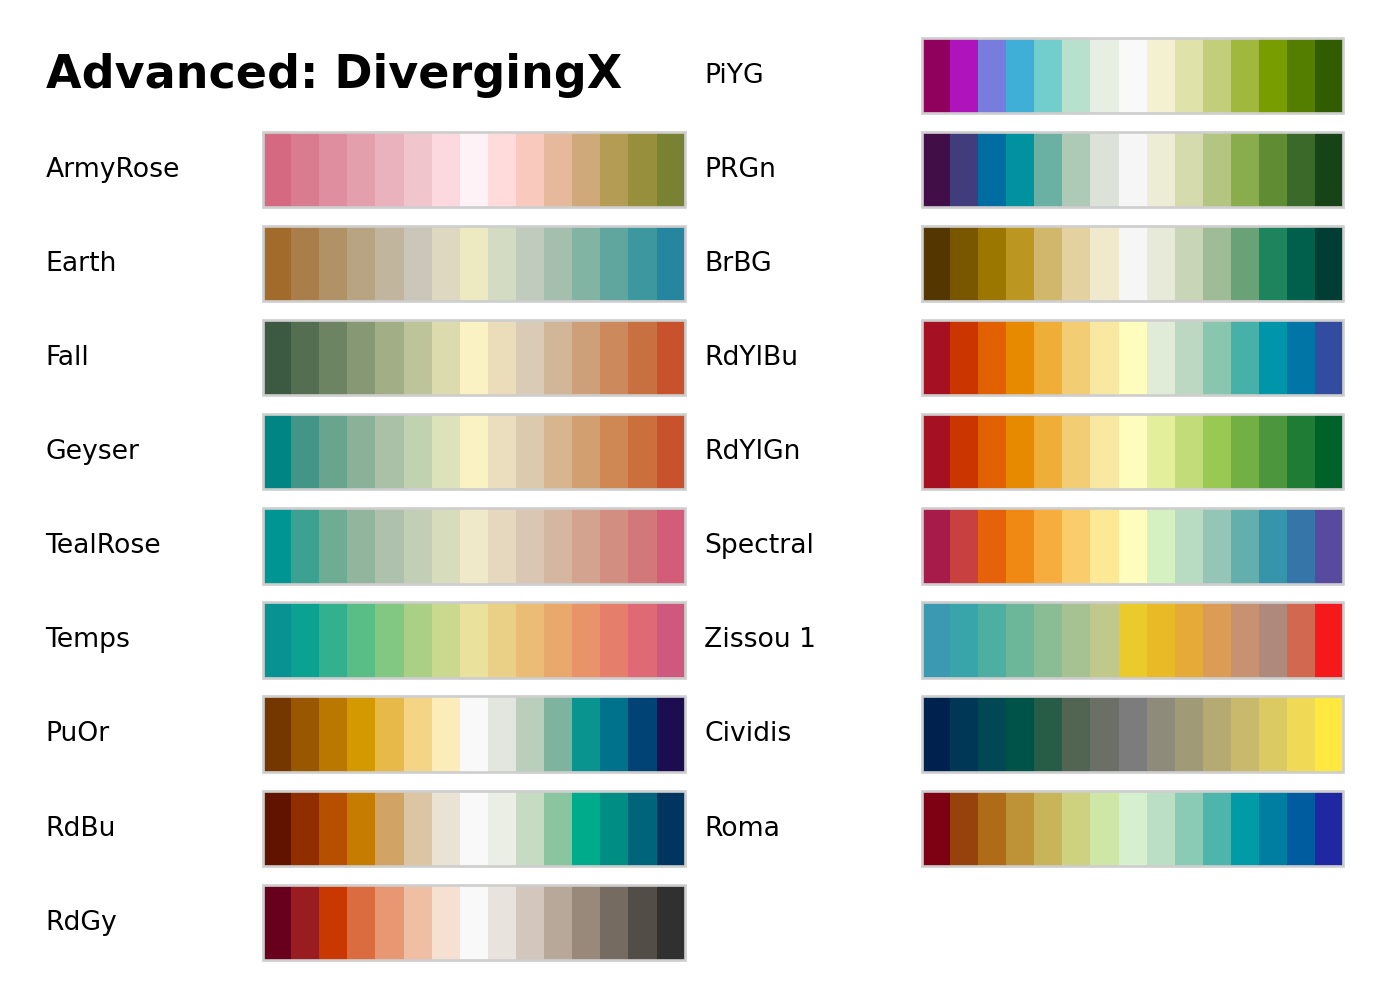 Advanced: DivergingX
ArmyRose
Earth
Fall
Geyser
TealRose
Temps
PuOr
RdBu
RdGy
PiYG
PRGn
BrBG
RdYlBu
RdYlGn
Spectral
Zissou 1
Cividis
Roma